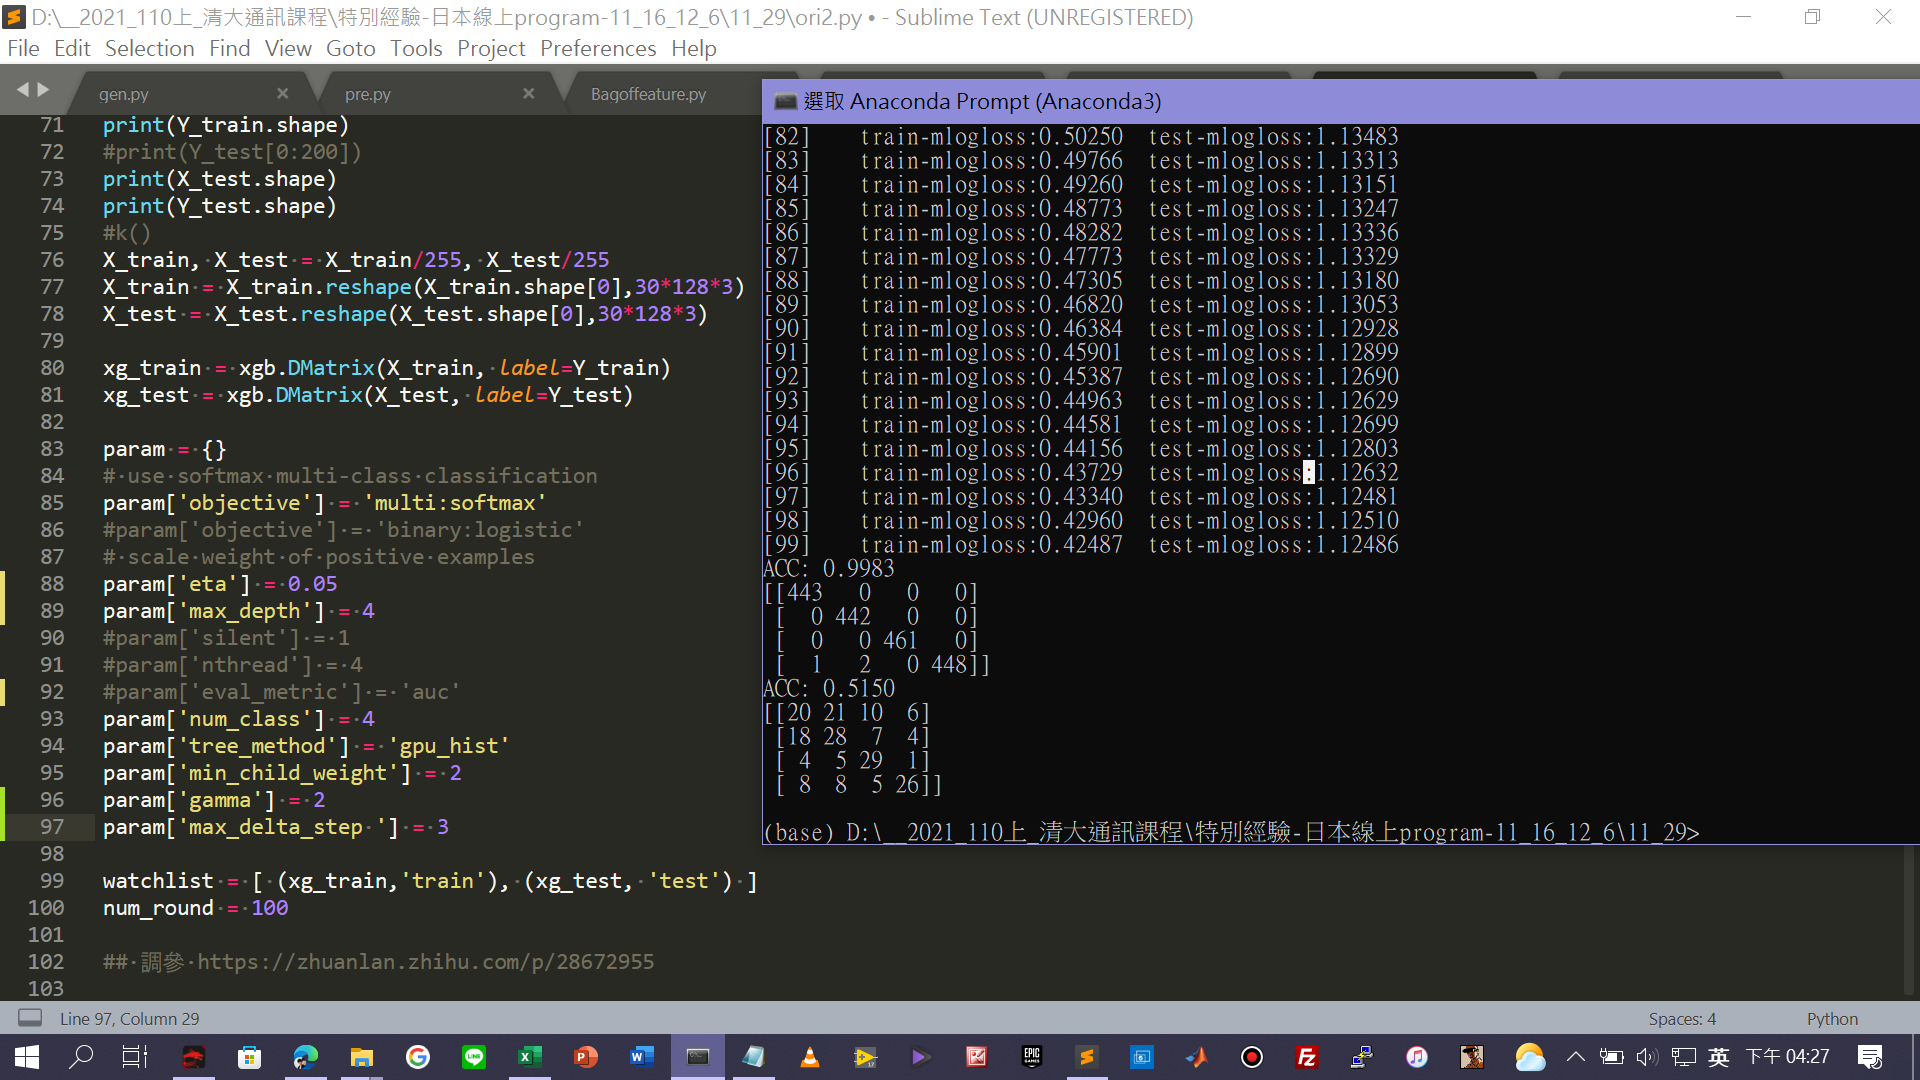 D:\__2021_110上_清大通訊課程\特別經驗-日本線上program-11_16_12_6\11_29\ori2.py • - Sublime Text (UNREGISTERED)
File Edit Selection Find View Goto Tools Project Preferences Help
gen.py × pre.py × Bagoffeature.py
71 print(Y_train.shape)
72 #print(Y_test[0:200])
73 print(X_test.shape)
74 print(Y_test.shape)
75 #k()
76 X_train, X_test = X_train/255, X_test/255
77 X_train = X_train.reshape(X_train.shape[0],30*128*3)
78 X_test = X_test.reshape(X_test.shape[0],30*128*3)
79
80 xg_train = xgb.DMatrix(X_train, label=Y_train)
81 xg_test = xgb.DMatrix(X_test, label=Y_test)
82
83 param = {}
84 # use softmax multi-class classification
85 param['objective'] = 'multi:softmax'
86 #param['objective'] = 'binary:logistic'
87 # scale weight of positive examples
88 param['eta'] = 0.05
89 param['max_depth'] = 4
90 #param['silent'] = 1
91 #param['nthread'] = 4
92 #param['eval_metric'] = 'auc'
93 param['num_class'] = 4
94 param['tree_method'] = 'gpu_hist'
95 param['min_child_weight'] = 2
96 param['gamma'] = 2
97 param['max_delta_step '] = 3
98
99 watchlist = [ (xg_train,'train'), (xg_test, 'test') ]
100 num_round = 100
101
102 ## 調參 https://zhuanlan.zhihu.com/p/28672955
103
選取 Anaconda Prompt (Anaconda3)
[82] train-mlogloss:0.50250 test-mlogloss:1.13483
[83] train-mlogloss:0.49766 test-mlogloss:1.13313
[84] train-mlogloss:0.49260 test-mlogloss:1.13151
[85] train-mlogloss:0.48773 test-mlogloss:1.13247
[86] train-mlogloss:0.48282 test-mlogloss:1.13336
[87] train-mlogloss:0.47773 test-mlogloss:1.13329
[88] train-mlogloss:0.47305 test-mlogloss:1.13180
[89] train-mlogloss:0.46820 test-mlogloss:1.13053
[90] train-mlogloss:0.46384 test-mlogloss:1.12928
[91] train-mlogloss:0.45901 test-mlogloss:1.12899
[92] train-mlogloss:0.45387 test-mlogloss:1.12690
[93] train-mlogloss:0.44963 test-mlogloss:1.12629
[94] train-mlogloss:0.44581 test-mlogloss:1.12699
[95] train-mlogloss:0.44156 test-mlogloss:1.12803
[96] train-mlogloss:0.43729 test-mlogloss:1.12632
[97] train-mlogloss:0.43340 test-mlogloss:1.12481
[98] train-mlogloss:0.42960 test-mlogloss:1.12510
[99] train-mlogloss:0.42487 test-mlogloss:1.12486
ACC: 0.9983
[[443 0 0 0]
[ 0 442 0 0]
[ 0 0 461 0]
[ 1 2 0 448]]
ACC: 0.5150
[[20 21 10 6]
[18 28 7 4]
[ 4 5 29 1]
[ 8 8 5 26]]
(base) D:\__2021_110上_清大通訊課程\特別經驗-日本線上program-11_16_12_6\11_29>
Line 97, Column 29 Spaces: 4 Python
英 下午 04:27